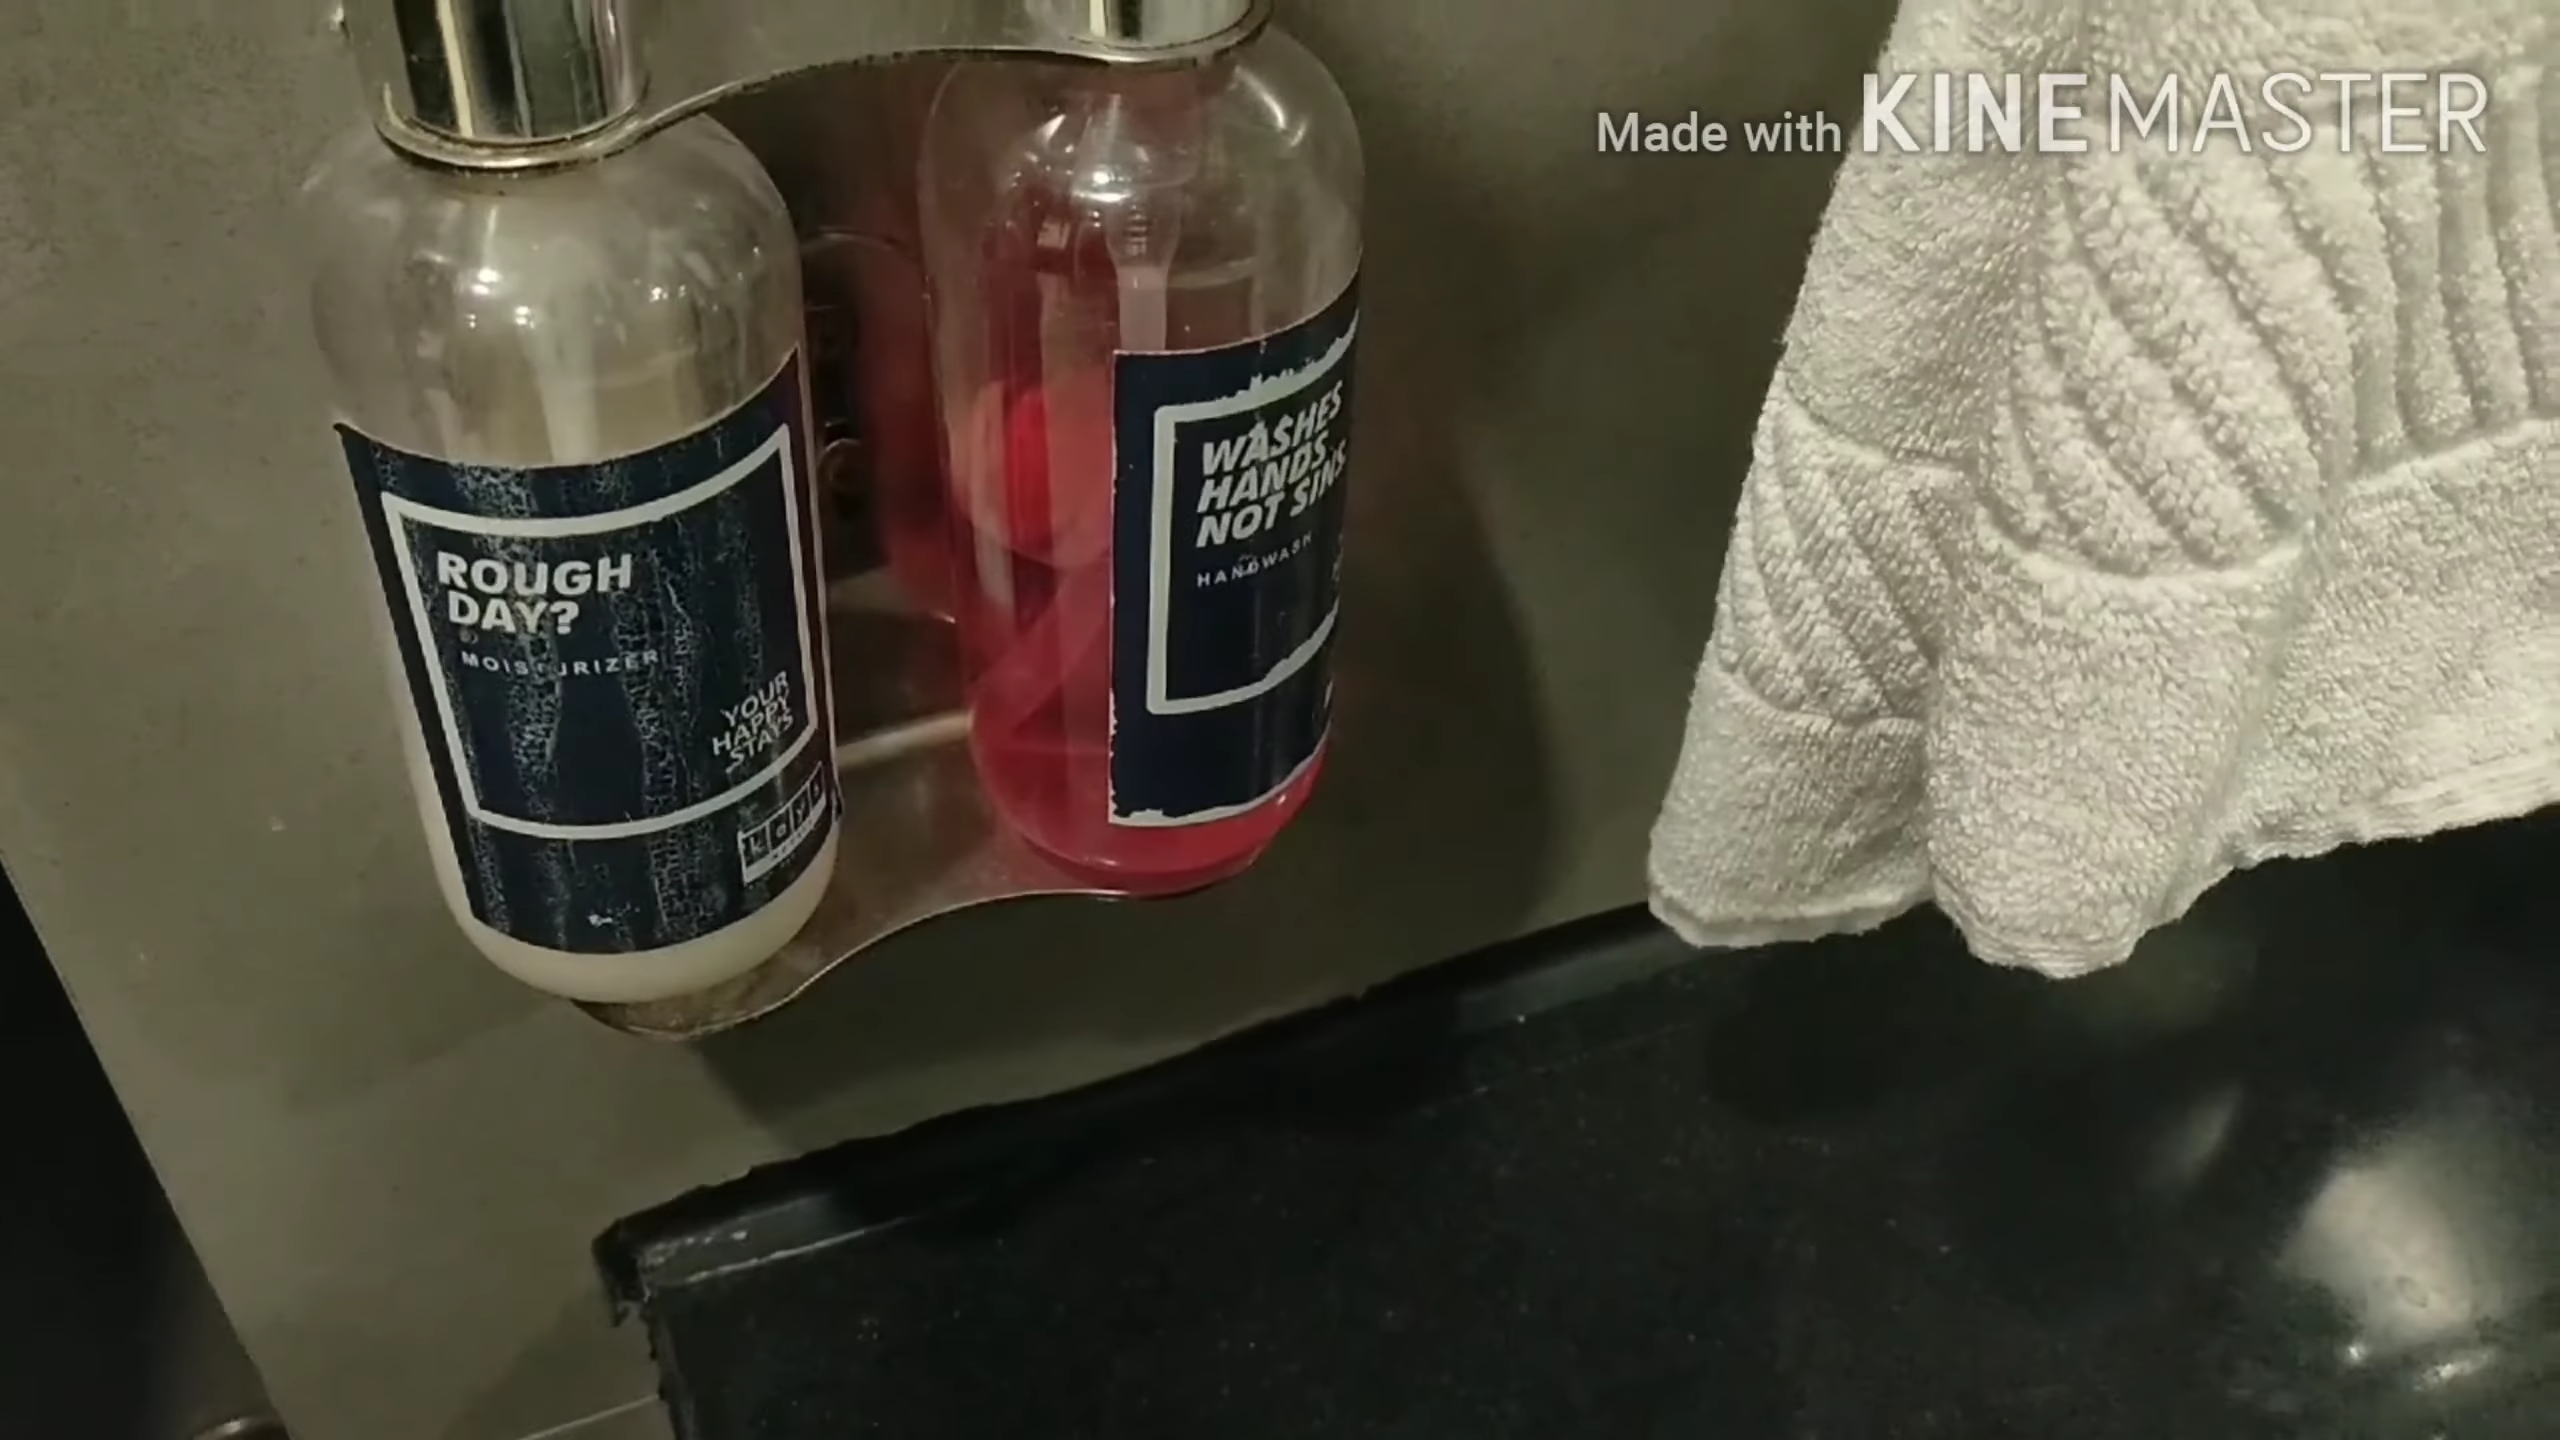 Made with KINEMASTER
ROUGH
DAY?
MOISTURIZER
YOUR
HAPPY
STAYS
WASHES
HANDS,
NOT SINS.
HANDWASH